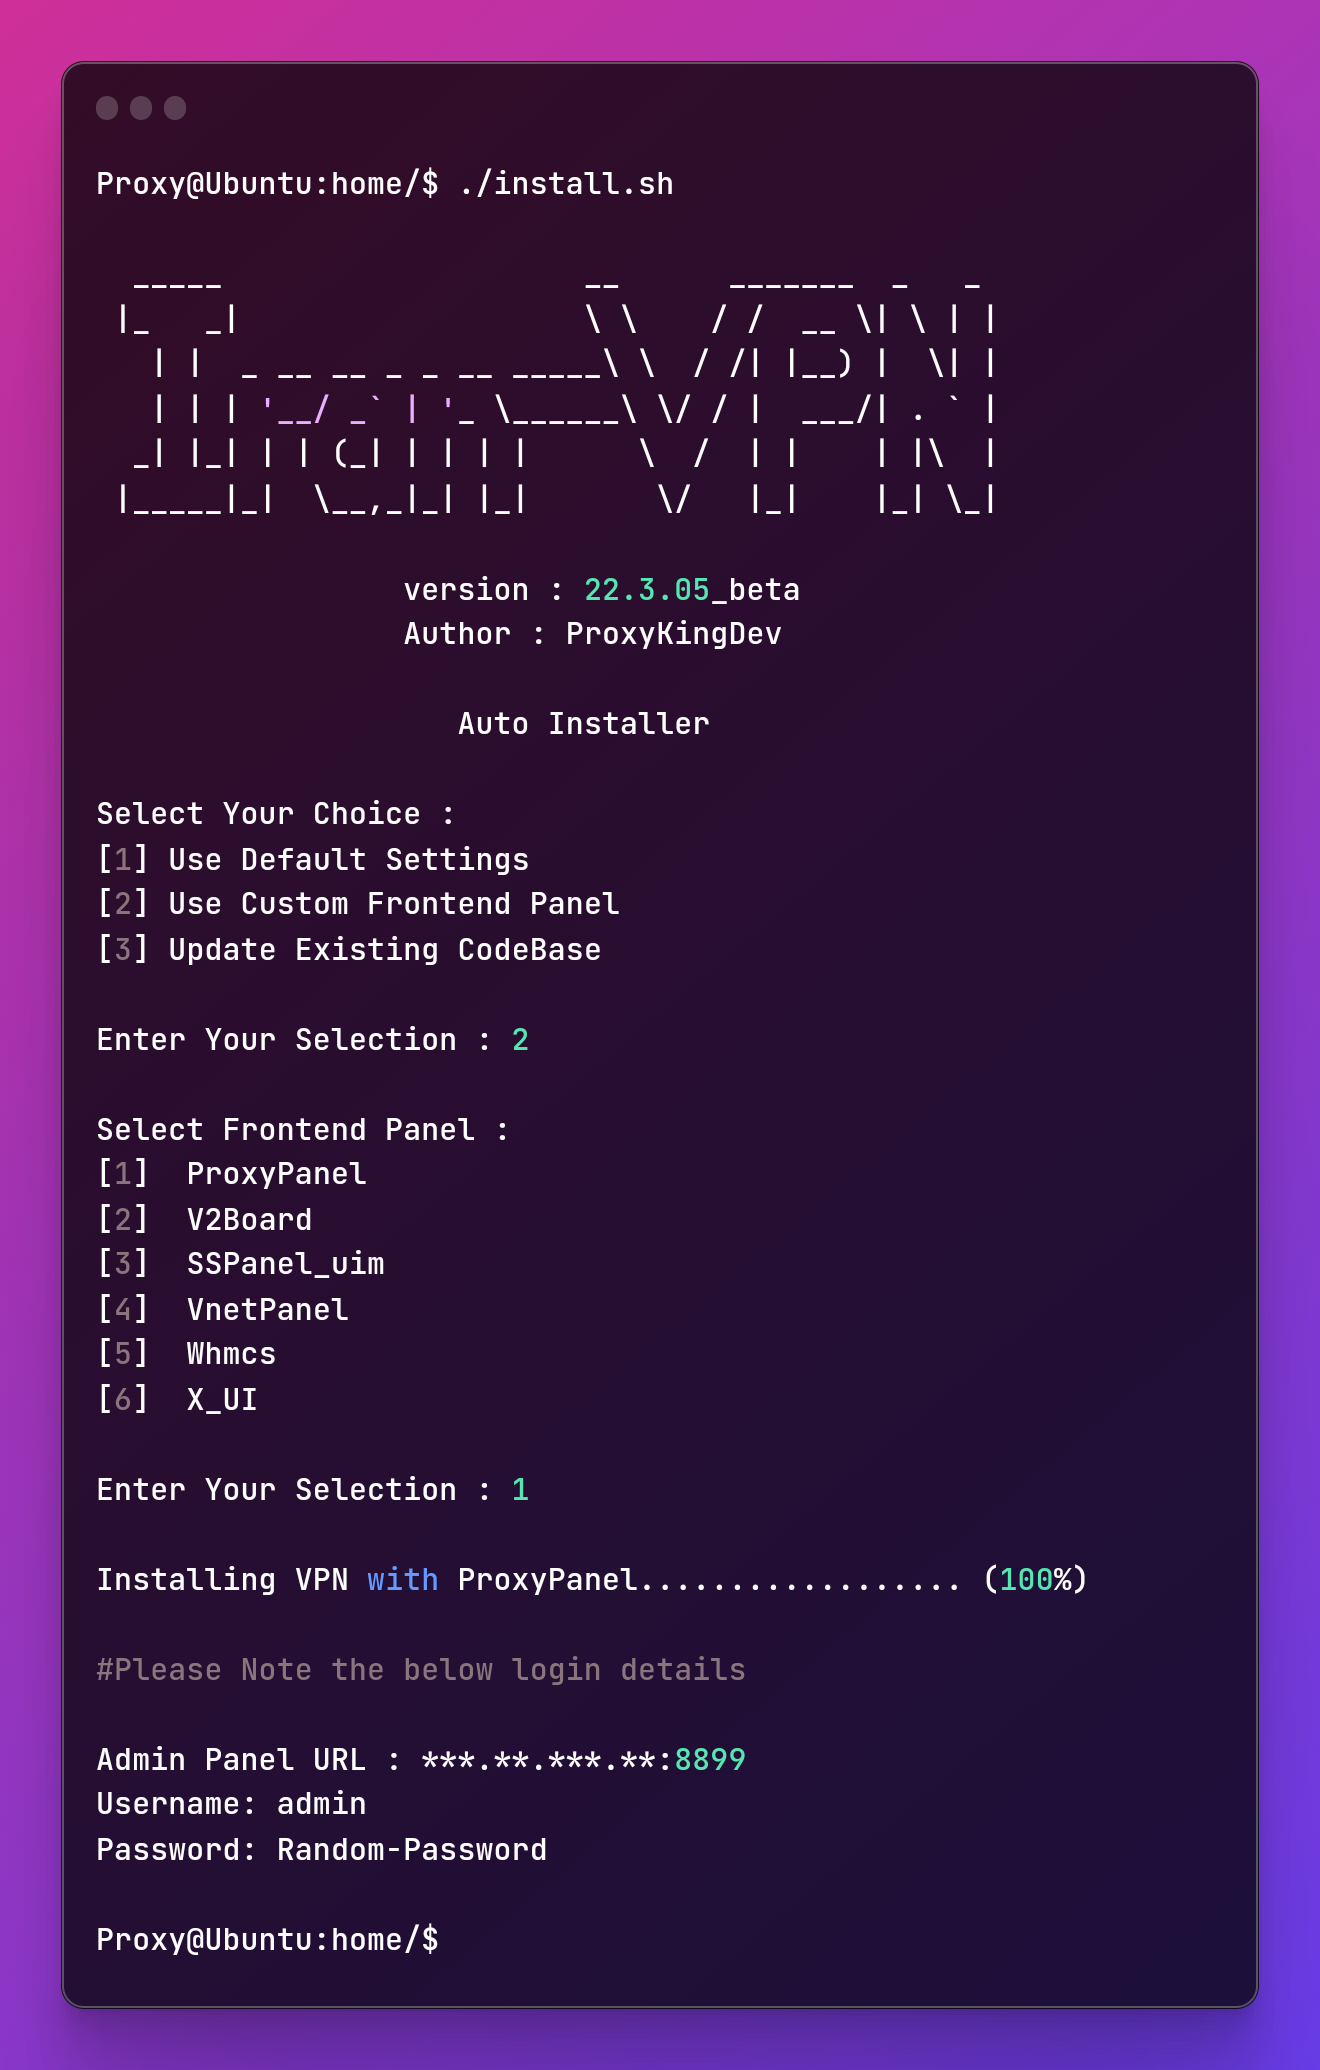 Proxy@Ubuntu:home/$ ./install.sh

  _____                    __      _______  _   _
 |_   _|                   \ \    / /  __ \| \ | |
   | |  _ __ __ _ _ __ _____\ \  / /| |__) |  \| |
   | | | '__/ _` | '_ \______\ \/ / |  ___/| . ` |
  _| |_| | | (_| | | | |      \  /  | |    | |\  |
 |_____|_|  \__,_|_| |_|       \/   |_|    |_| \_|

                 version : 22.3.05_beta
                 Author : ProxyKingDev

                    Auto Installer

Select Your Choice :
[1] Use Default Settings
[2] Use Custom Frontend Panel
[3] Update Existing CodeBase

Enter Your Selection : 2

Select Frontend Panel :
[1]  ProxyPanel
[2]  V2Board
[3]  SSPanel_uim
[4]  VnetPanel
[5]  Whmcs
[6]  X_UI

Enter Your Selection : 1

Installing VPN with ProxyPanel.................. (100%)

#Please Note the below login details

Admin Panel URL : ***.**.***.**:8899
Username: admin
Password: Random-Password

Proxy@Ubuntu:home/$